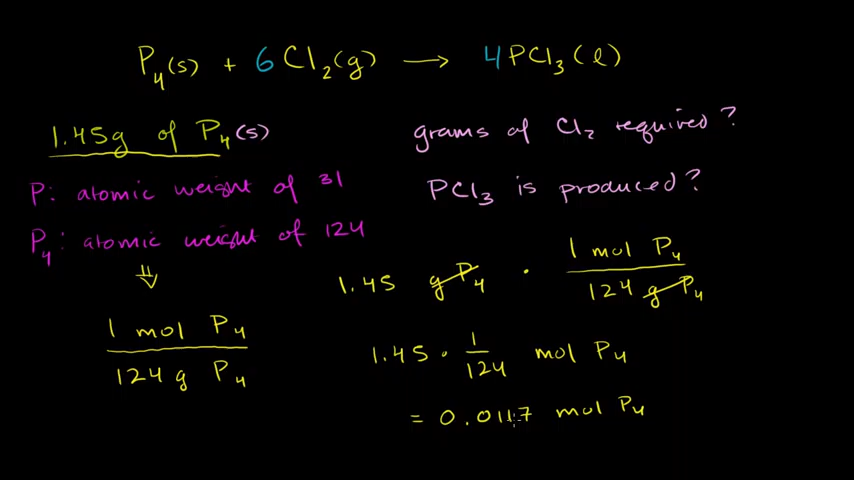 P₄(s) + 6Cl₂(g) → 4PCl₃(l)
1.45g of P₄(s)
grams of Cl₂ required?
P: atomic weight of 31
PCl₃ is produced?
P₄: atomic weight of 124
⇓
1.45 g P₄ · 1 mol P₄ / 124 g P₄
1 mol P₄
124 g P₄
1.45 · 1/124 mol P₄
= 0.0117 mol P₄